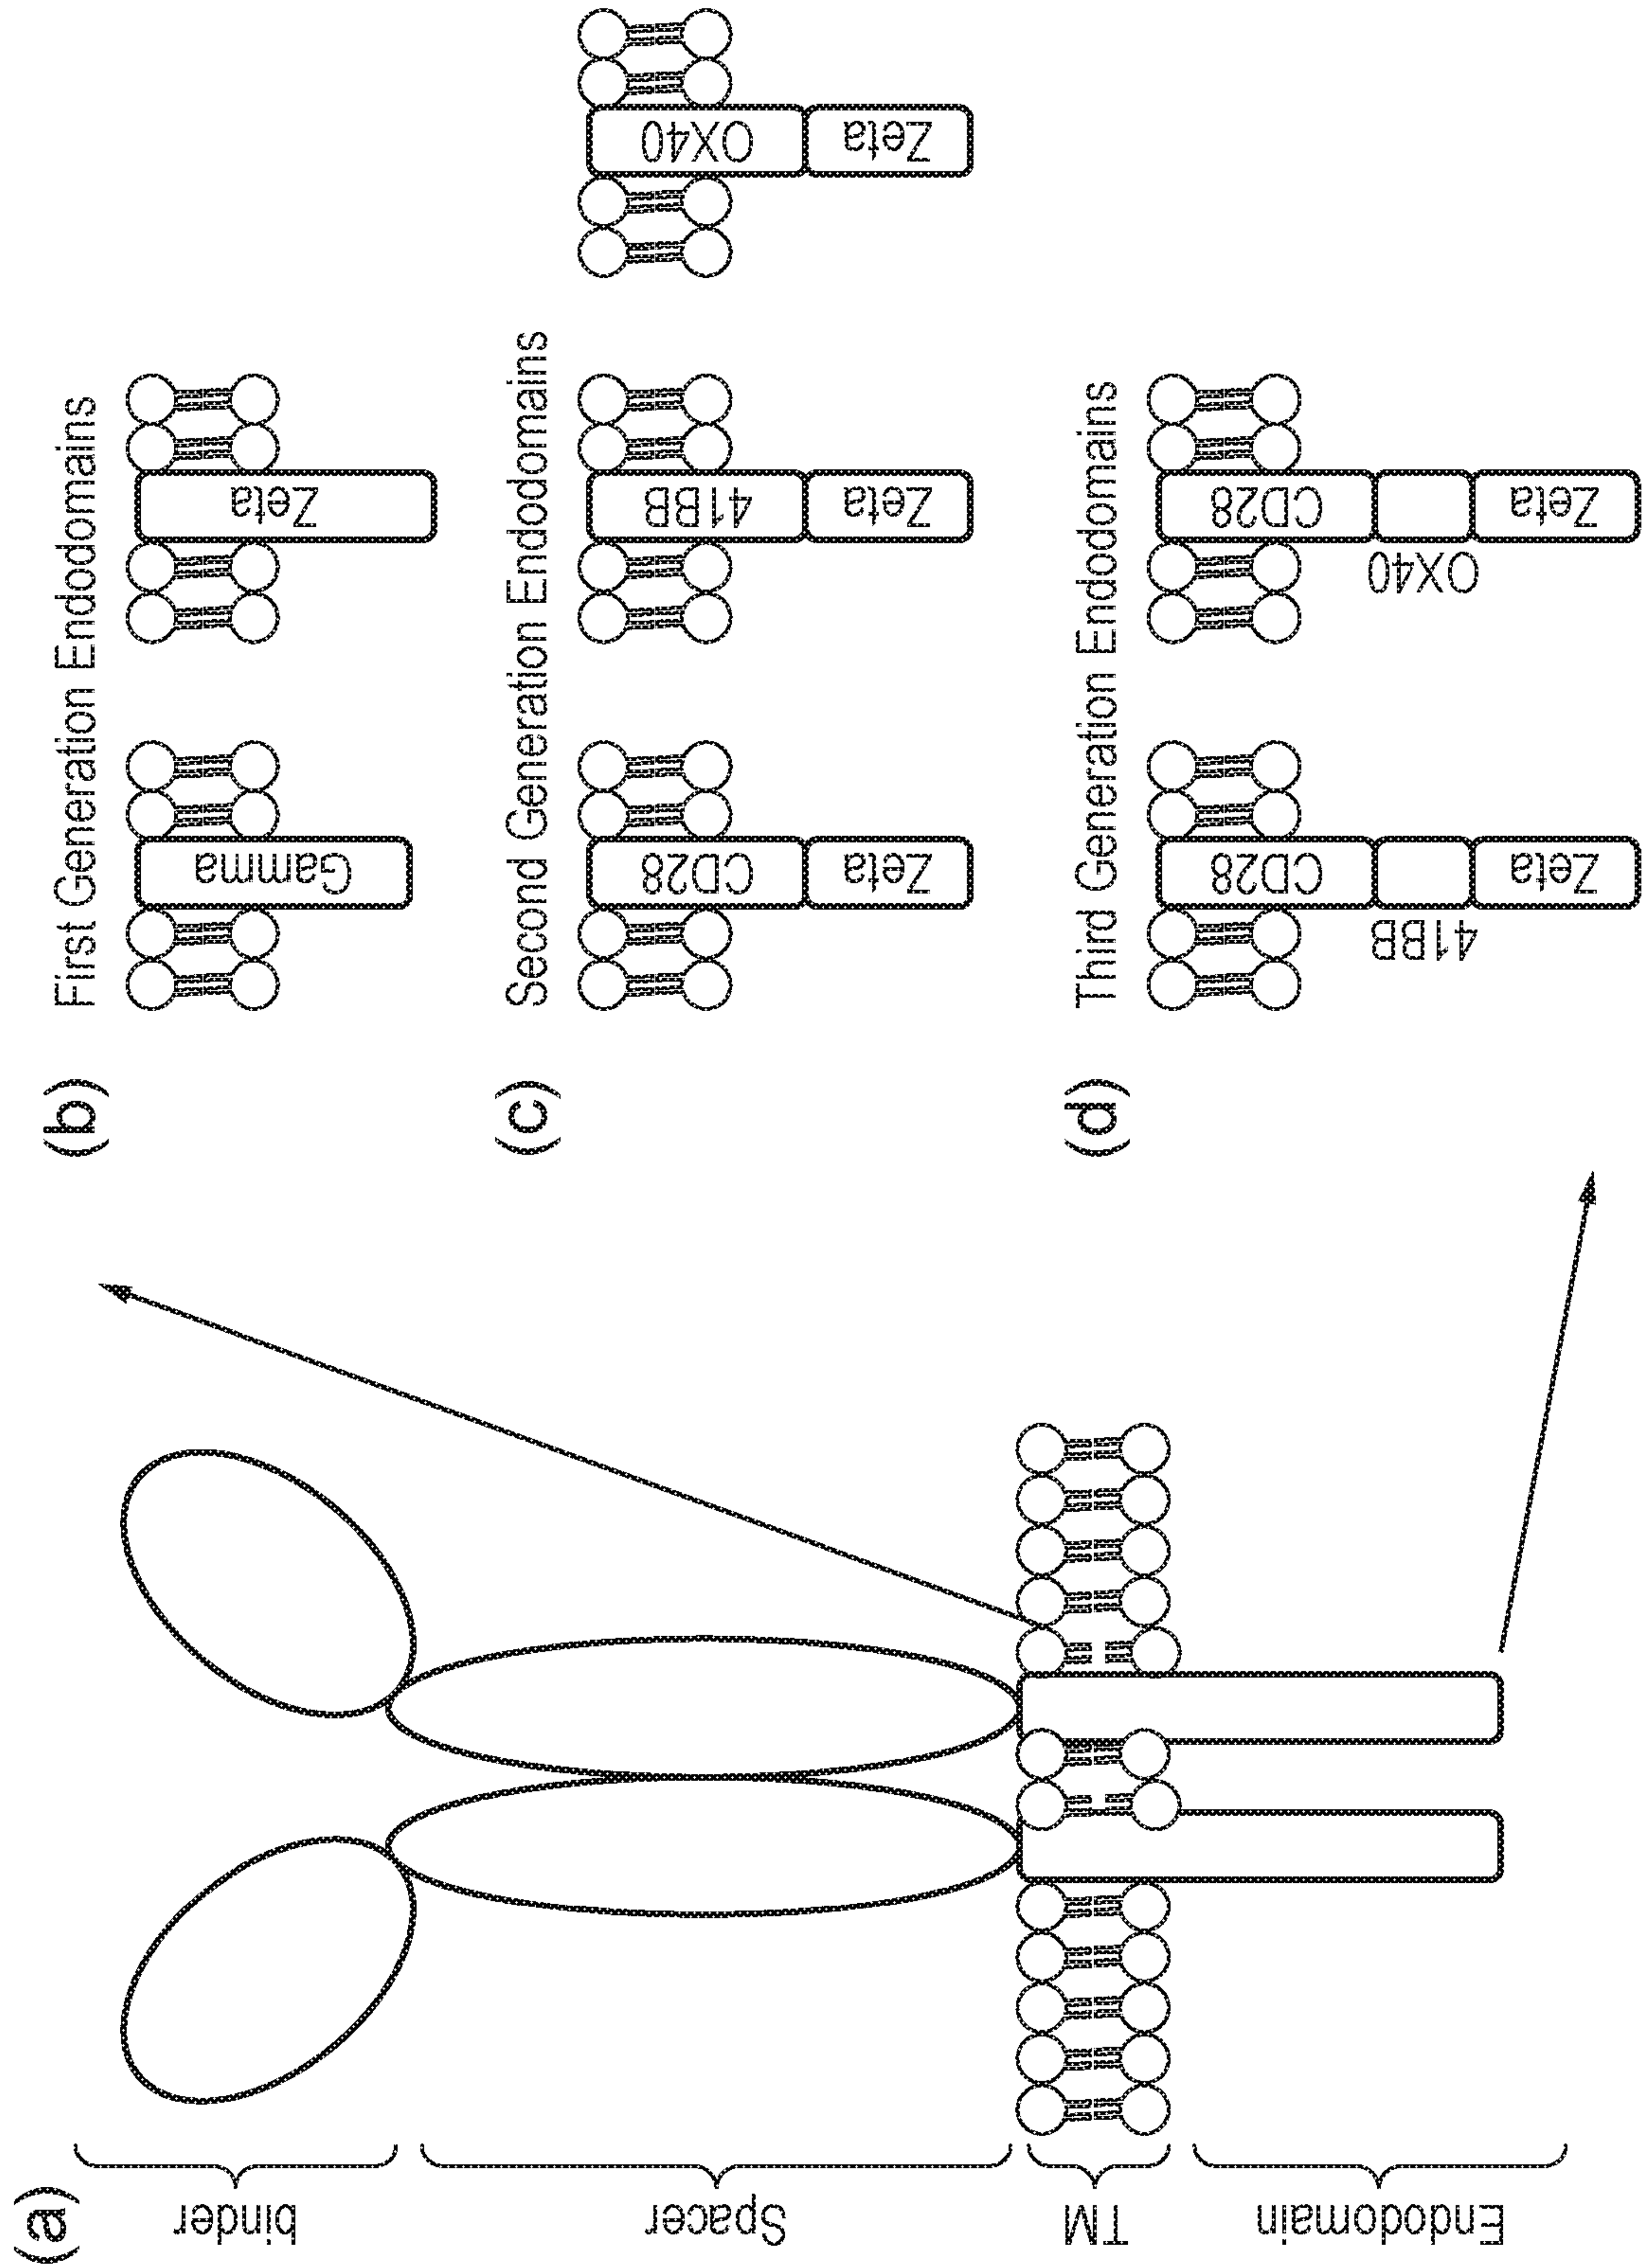 (a)
binder
Spacer
TM
Endodomain
(b)
First Generation Endodomains
Gamma
Zeta
(c)
Second Generation Endodomains
CD28
Zeta
41BB
Zeta
OX40
Zeta
(d)
Third Generation Endodomains
CD28
41BB
Zeta
CD28
OX40
Zeta